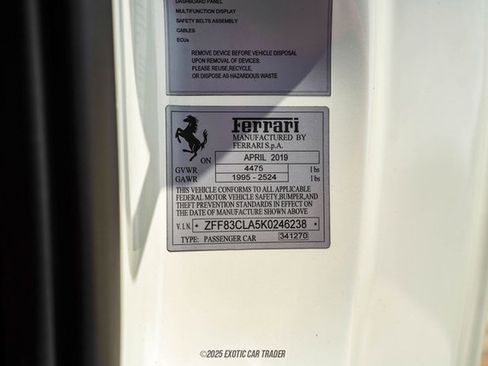 DASHBOARD PANEL
MULTIFUNCTION DISPLAY
SAFETY BELTS ASSEMBLY
CABLES
ECUs
REMOVE DEVICE BEFORE VEHICLE DISPOSAL
UPON REMOVAL OF DEVICES:
PLEASE REUSE,RECYCLE,
OR DISPOSE AS HAZARDOUS WASTE
Ferrari
MANUFACTURED BY
FERRARI S.p.A.
ON APRIL 2019
GVWR 4475 lbs
GAWR 1995 - 2524 lbs
THIS VEHICLE CONFORMS TO ALL APPLICABLE
FEDERAL MOTOR VEHICLE SAFETY,BUMPER,AND
THEFT PREVENTION STANDARDS IN EFFECT ON
THE DATE OF MANUFACTURE SHOWN ABOVE
V.I.N. * ZFF83CLA5K0246238 *
TYPE: PASSENGER CAR 341270
©2025 EXOTIC CAR TRADER